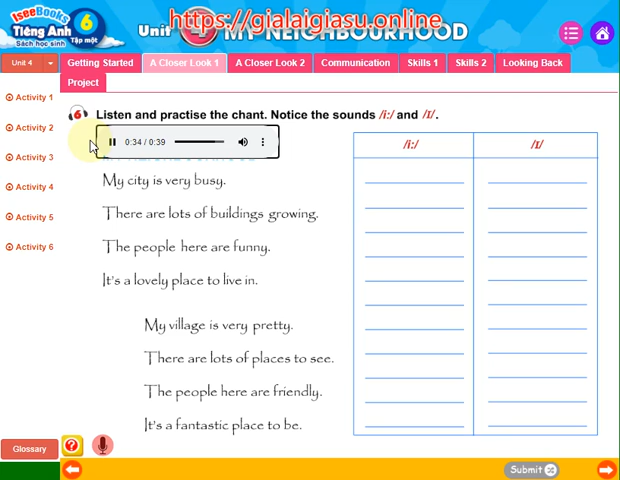 IseeBooks
Tiếng Anh 6
Sách học sinh Tập một
Unit 4 MY NEIGHBOURHOOD
https://gialaigiasu.online
Unit 4
Getting Started
A Closer Look 1
A Closer Look 2
Communication
Skills 1
Skills 2
Looking Back
Project
Activity 1
Activity 2
Activity 3
Activity 4
Activity 5
Activity 6
6 Listen and practise the chant. Notice the sounds /i:/ and /ɪ/.
0:34 / 0:39
/i:/ /ɪ/
My city is very busy.
There are lots of buildings growing.
The people here are funny.
It's a lovely place to live in.
My village is very pretty.
There are lots of places to see.
The people here are friendly.
It's a fantastic place to be.
Glossary
?
Submit